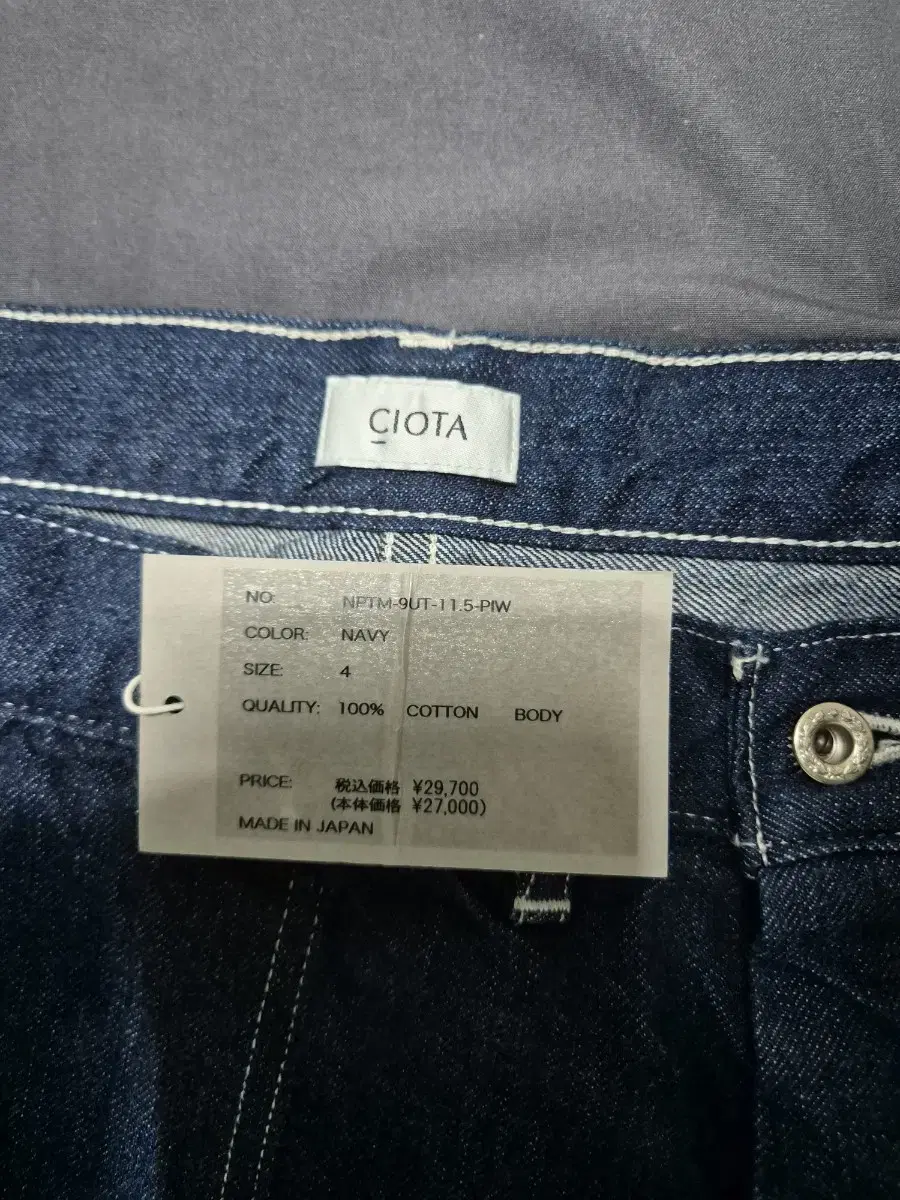 CIOTA
NO: NPTM-9UT-11.5-PIW
COLOR: NAVY
SIZE: 4
QUALITY: 100% COTTON BODY
PRICE: 税込価格 ¥29,700
(本体価格 ¥27,000)
MADE IN JAPAN